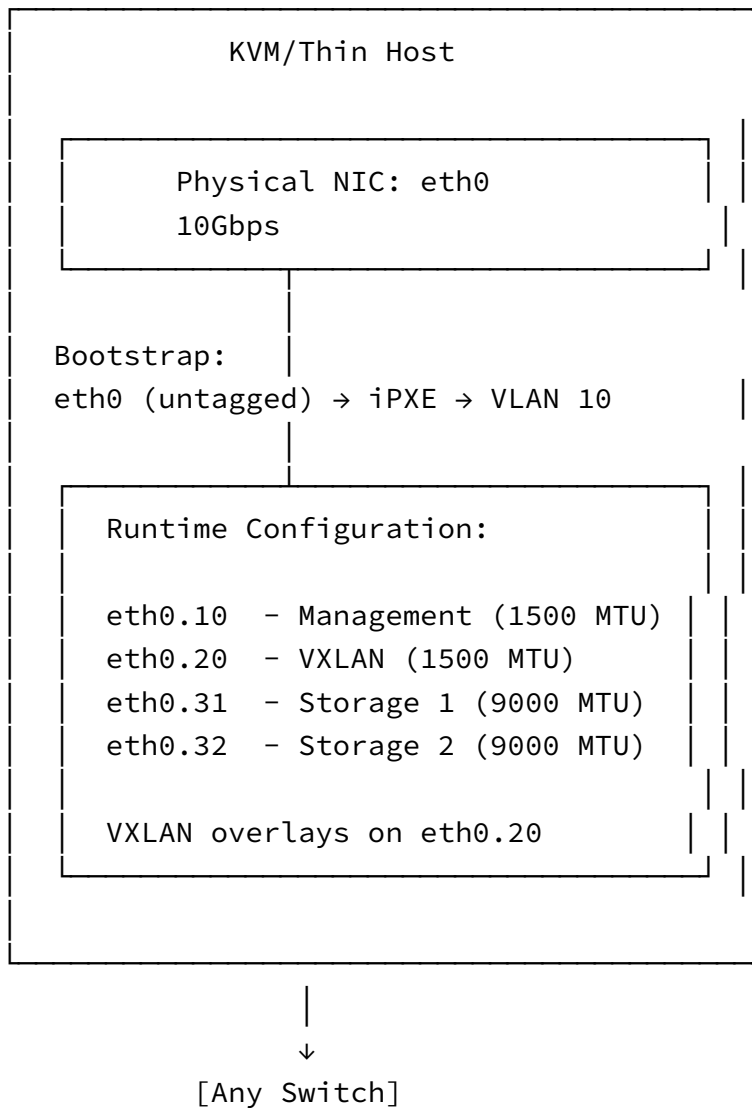 KVM/Thin Host
Physical NIC: eth0
10Gbps
Bootstrap:
eth0 (untagged) → iPXE → VLAN 10
Runtime Configuration:
eth0.10  - Management (1500 MTU)
eth0.20  - VXLAN (1500 MTU)
eth0.31  - Storage 1 (9000 MTU)
eth0.32  - Storage 2 (9000 MTU)
VXLAN overlays on eth0.20
[Any Switch]